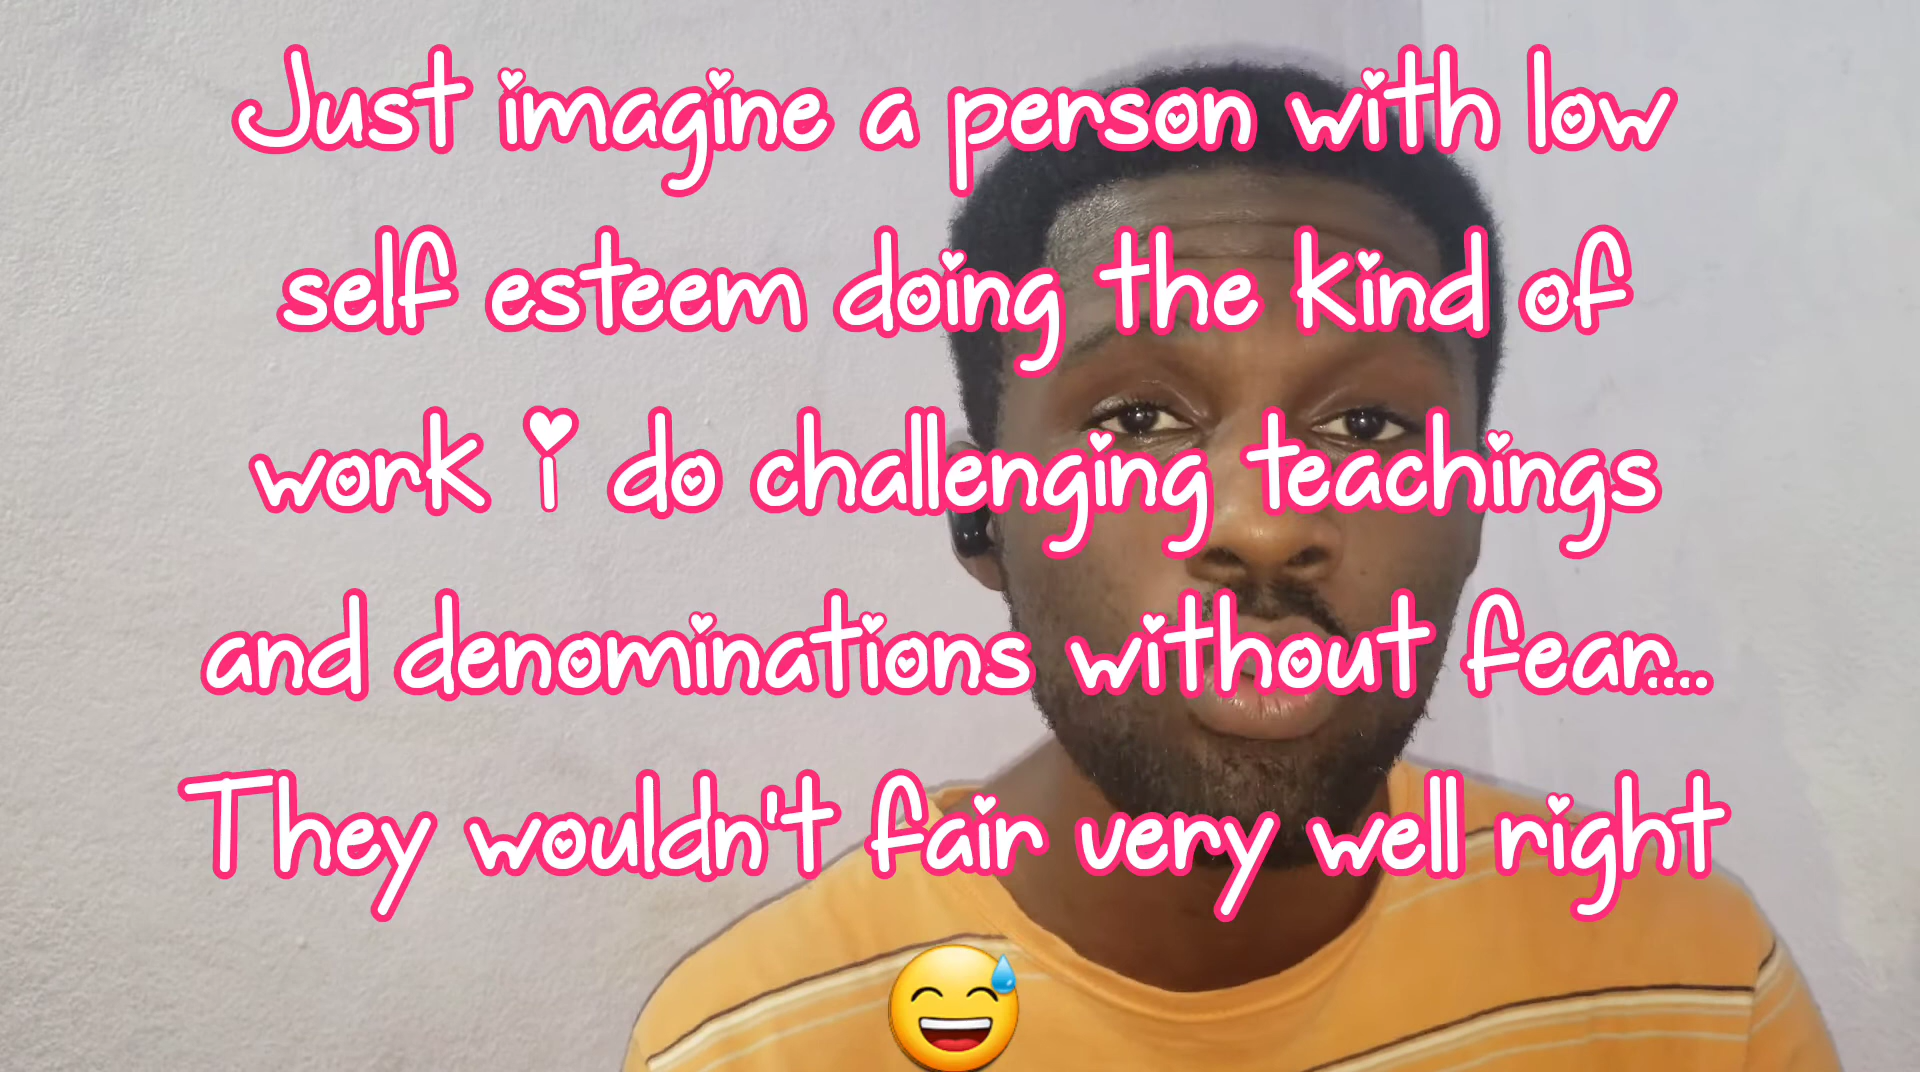 Just imagine a person with low
self esteem doing the kind of
work i do challenging teachings
and denominations without fear....
They wouldn't fair very well right
😅